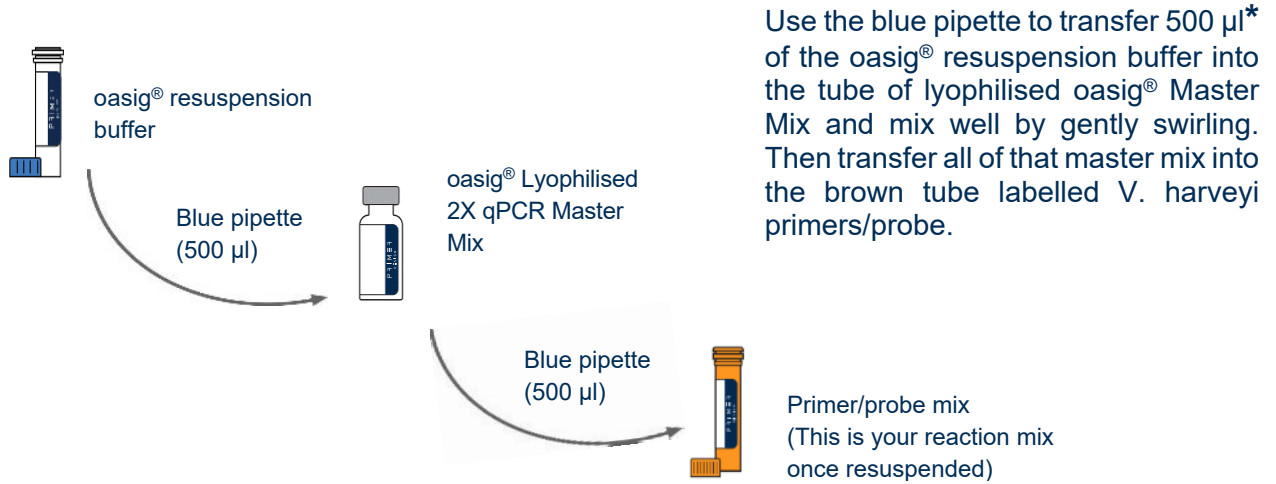 Use the blue pipette to transfer 500 µl*
of the oasig® resuspension buffer into
the tube of lyophilised oasig® Master
Mix and mix well by gently swirling.
Then transfer all of that master mix into
the brown tube labelled V. harveyi
primers/probe.
oasig® resuspension
buffer
PRIMER
Blue pipette
(500 µl)
oasig® Lyophilised
2X qPCR Master
Mix
PRIMER
Blue pipette
(500 µl)
PRIMER
Primer/probe mix
(This is your reaction mix
once resuspended)